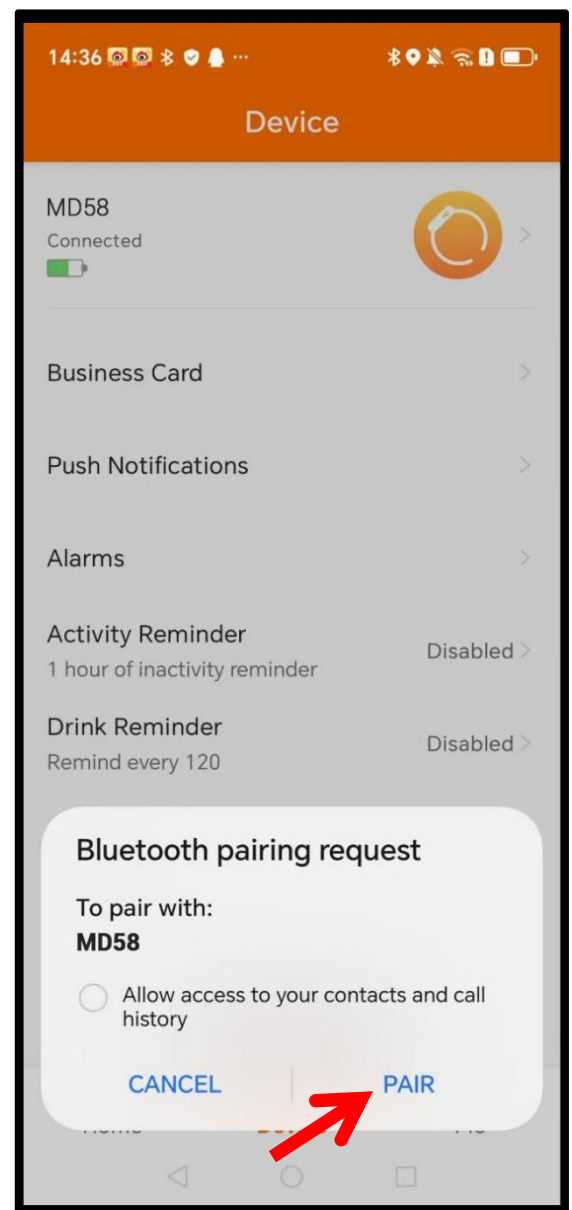 14:36
Device
MD58
Connected
Business Card
Push Notifications
Alarms
Activity Reminder
Disabled
1 hour of inactivity reminder
Drink Reminder
Disabled
Remind every 120
Bluetooth pairing request
To pair with:
MD58
Allow access to your contacts and call
history
CANCEL
PAIR